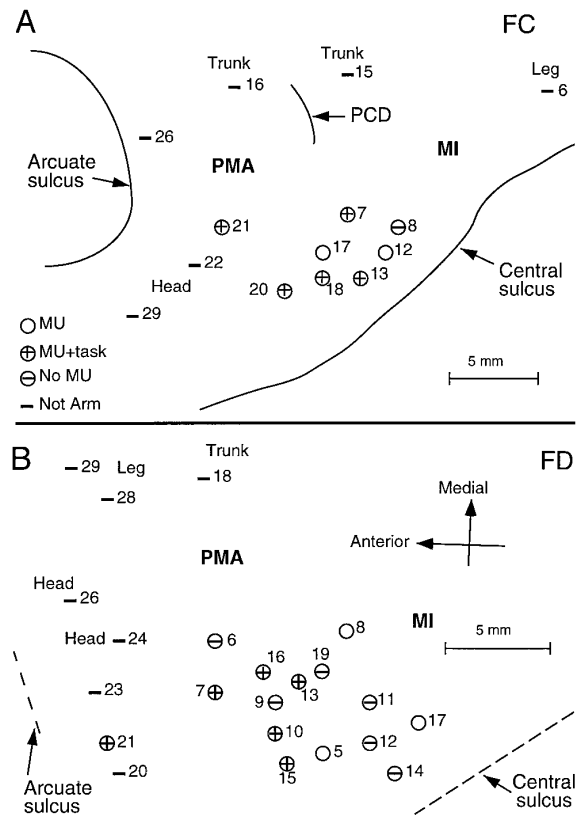 A
FC
Trunk
16
Trunk
15
Leg
6
PCD
26
Arcuate
sulcus
PMA
MI
21
7
8
17
12
22
Head
20
18
13
Central
sulcus
29
MU
MU+task
No MU
Not Arm
5 mm
B
FD
29
Leg
28
Trunk
18
Medial
Anterior
PMA
Head
26
MI
5 mm
Head
24
6
8
16
19
23
7
13
9
11
17
21
10
12
20
15
5
14
Arcuate
sulcus
Central
sulcus